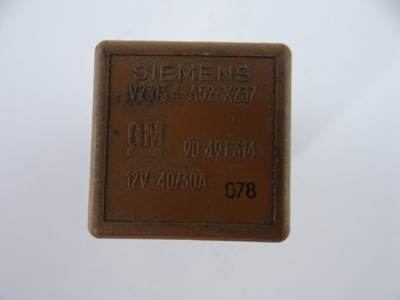 SIEMENS
V23134-A52-X237
GM 90 491 314
12V-40/30A 078